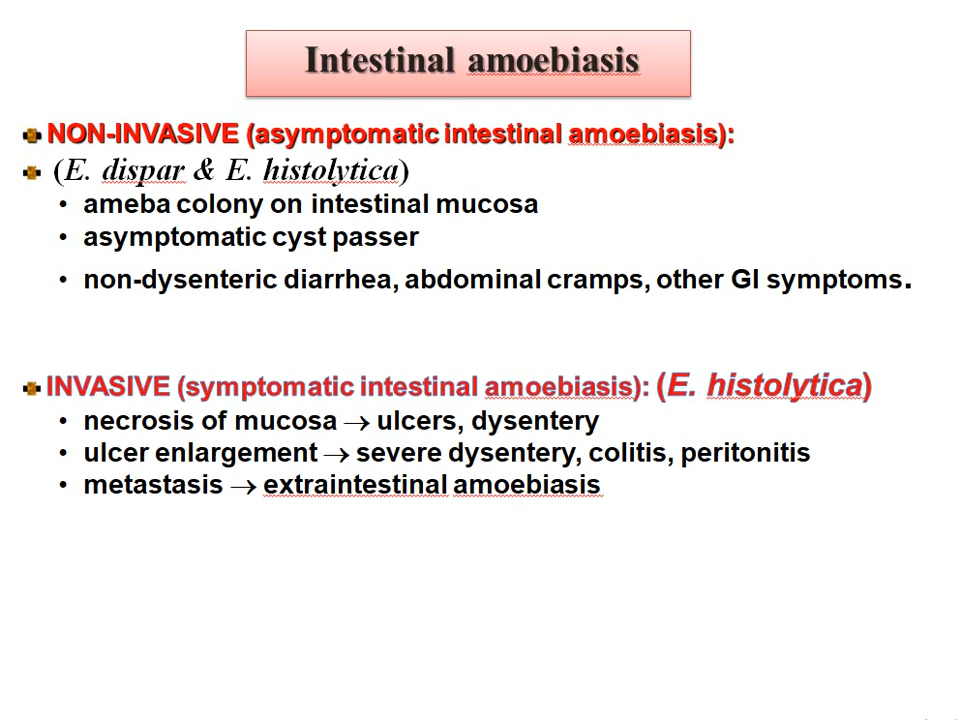 Intestinal amoebiasis
NON-INVASIVE (asymptomatic intestinal amoebiasis):
(E. dispar & E. histolytica)
• ameba colony on intestinal mucosa
• asymptomatic cyst passer
• non-dysenteric diarrhea, abdominal cramps, other GI symptoms.
INVASIVE (symptomatic intestinal amoebiasis): (E. histolytica)
• necrosis of mucosa → ulcers, dysentery
• ulcer enlargement → severe dysentery, colitis, peritonitis
• metastasis → extraintestinal amoebiasis